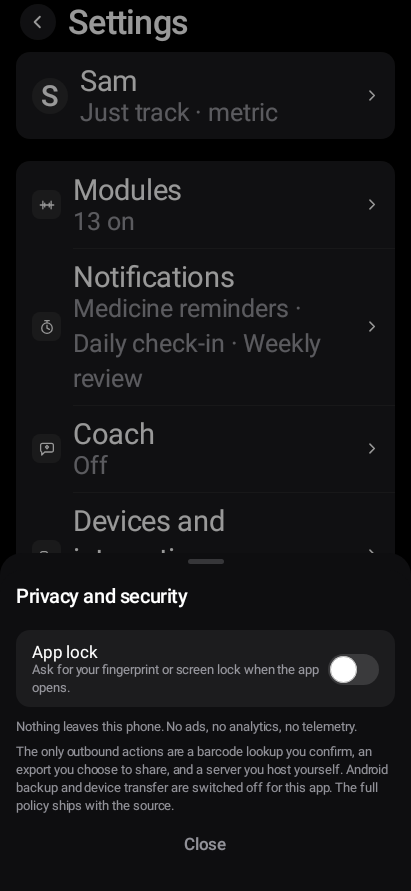 Settings
S
Sam
Just track · metric
Modules
13 on
Notifications
Medicine reminders ·
Daily check-in · Weekly
review
Coach
Off
Devices and
Privacy and security
App lock
Ask for your fingerprint or screen lock when the app
opens.
Nothing leaves this phone. No ads, no analytics, no telemetry.
The only outbound actions are a barcode lookup you confirm, an
export you choose to share, and a server you host yourself. Android
backup and device transfer are switched off for this app. The full
policy ships with the source.
Close